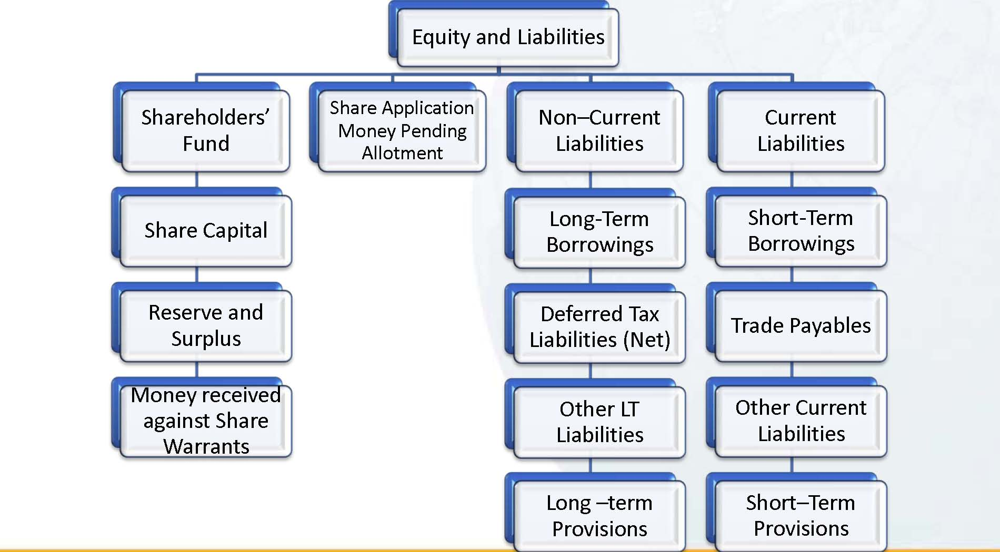 Equity and Liabilities
Shareholders’
Fund
Share Application
Money Pending
Allotment
Non–Current
Liabilities
Current
Liabilities
Share Capital
Long-Term
Borrowings
Short-Term
Borrowings
Reserve and
Surplus
Deferred Tax
Liabilities (Net)
Trade Payables
Money received
against Share
Warrants
Other LT
Liabilities
Other Current
Liabilities
Long –term
Provisions
Short–Term
Provisions